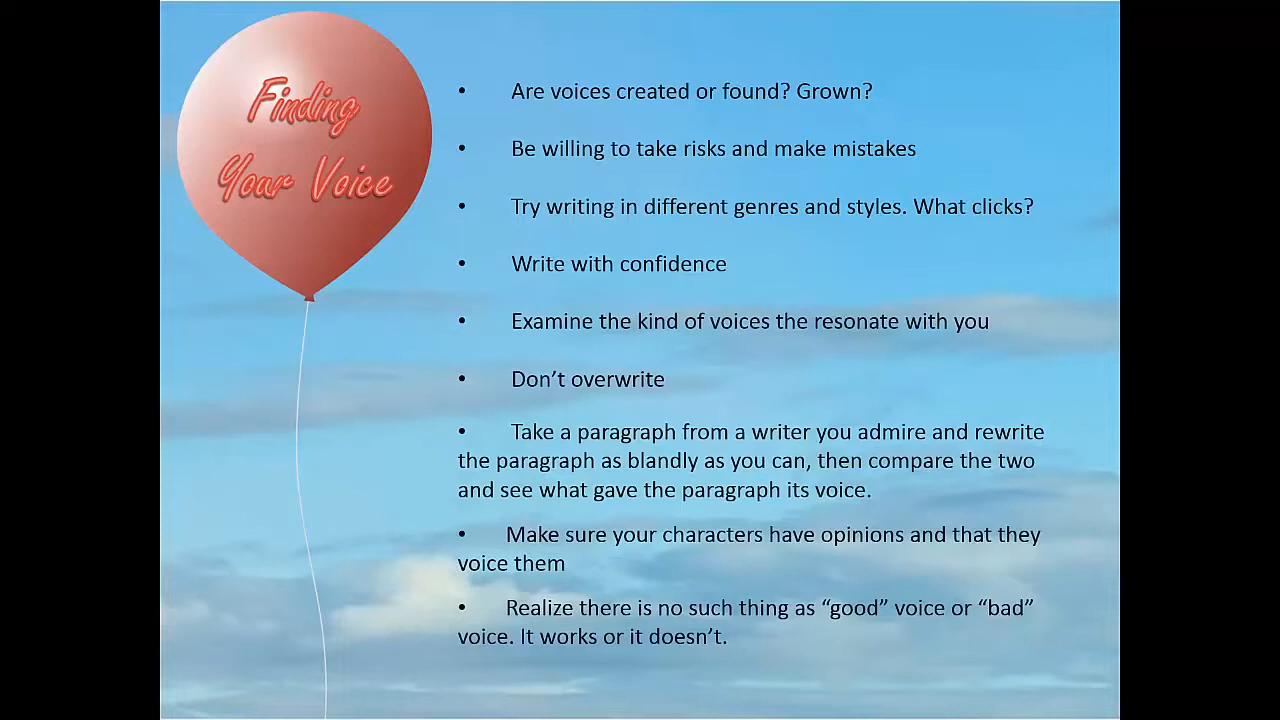 Finding
Your Voice
• Are voices created or found? Grown?
• Be willing to take risks and make mistakes
• Try writing in different genres and styles. What clicks?
• Write with confidence
• Examine the kind of voices the resonate with you
• Don’t overwrite
• Take a paragraph from a writer you admire and rewrite
the paragraph as blandly as you can, then compare the two
and see what gave the paragraph its voice.
• Make sure your characters have opinions and that they
voice them
• Realize there is no such thing as “good” voice or “bad”
voice. It works or it doesn’t.